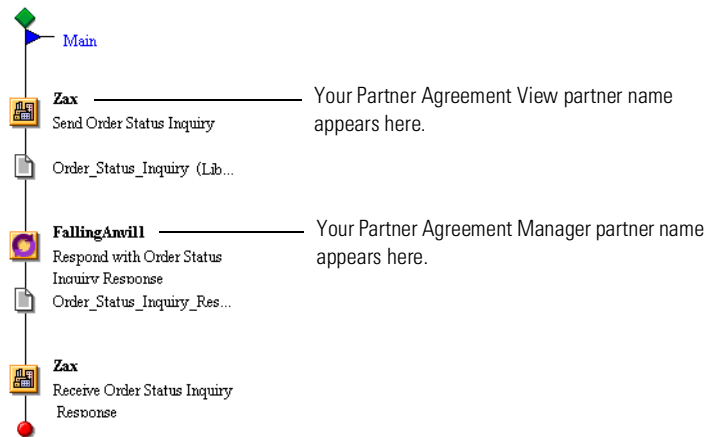 Main
Zax
Send Order Status Inquiry
Your Partner Agreement View partner name
appears here.
Order_Status_Inquiry (Lib...
FallingAnvil1
Respond with Order Status
Inquiry Response
Your Partner Agreement Manager partner name
appears here.
Order_Status_Inquiry_Res...
Zax
Receive Order Status Inquiry
Response